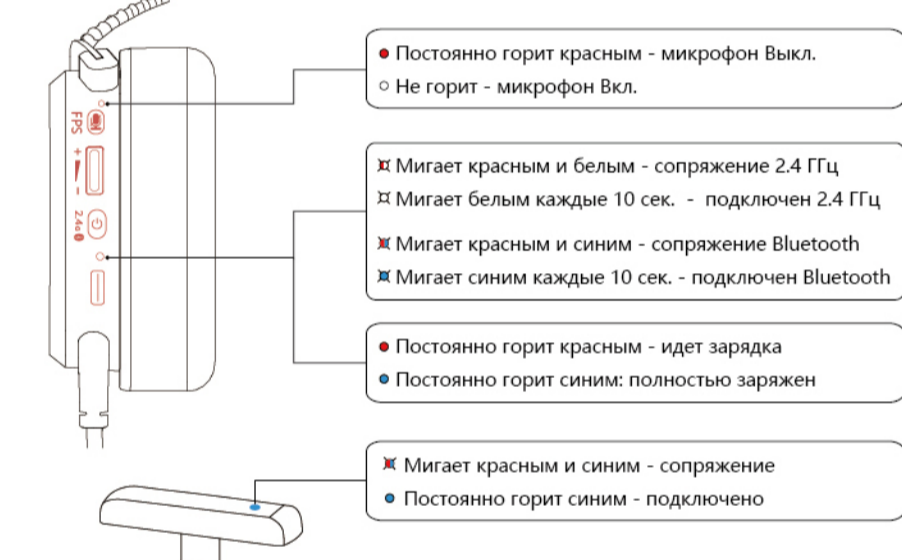 Постоянно горит красным - микрофон Выкл.
Не горит - микрофон Вкл.
FPS
+
-
2.4G
Мигает красным и белым - сопряжение 2.4 ГГц
Мигает белым каждые 10 сек. - подключен 2.4 ГГц
Мигает красным и синим - сопряжение Bluetooth
Мигает синим каждые 10 сек. - подключен Bluetooth
Постоянно горит красным - идет зарядка
Постоянно горит синим: полностью заряжен
Мигает красным и синим - сопряжение
Постоянно горит синим - подключено